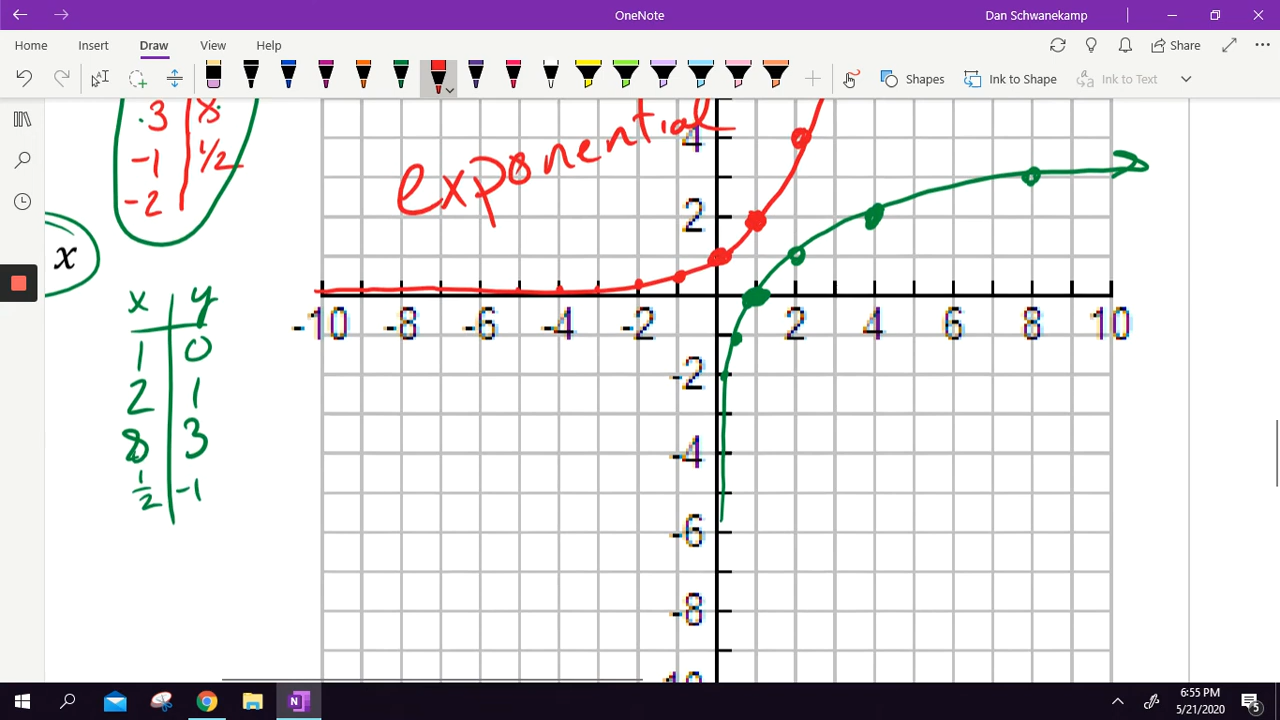 OneNote
Dan Schwanekamp
Home Insert Draw View Help
Share
Shapes
Ink to Shape
Ink to Text
3 8
-1 1/2
-2
exponential
x
x y
1 0
2 1
8 3
1/2 -1
4
2
-10 -8 -6 -4 -2 2 4 6 8 10
-2
-4
-6
-8
10
6:55 PM
5/21/2020
5